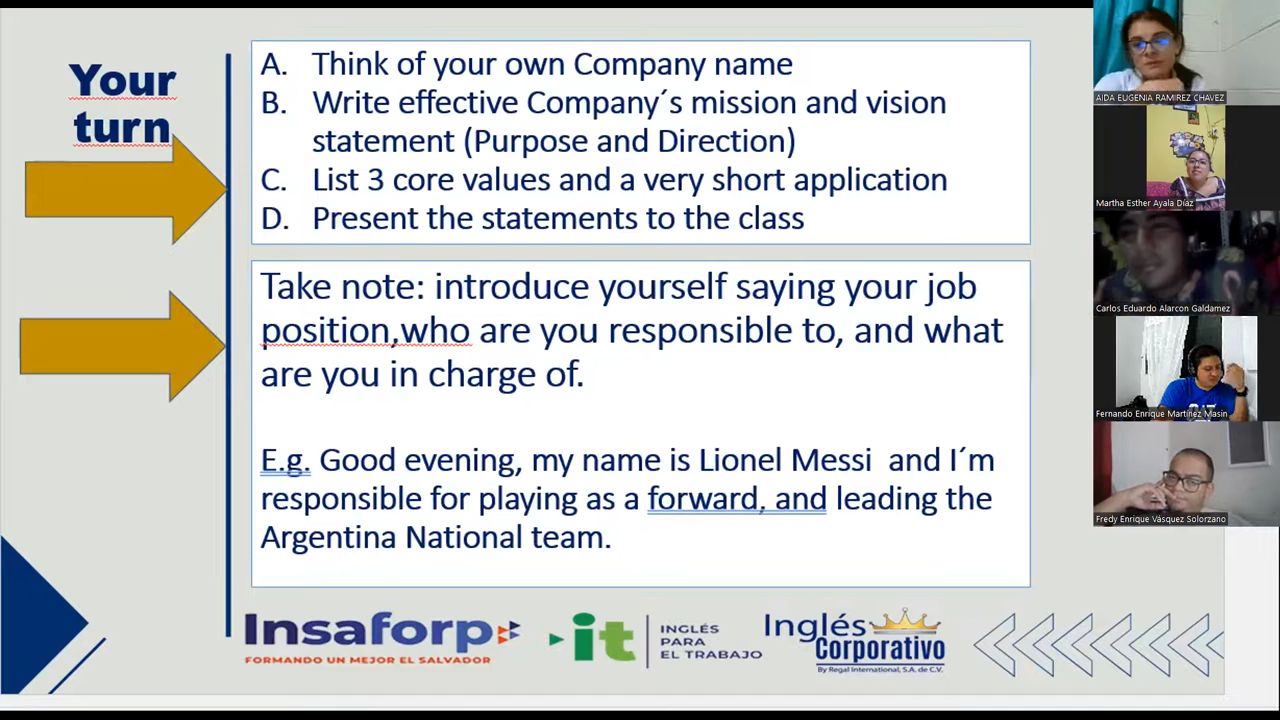 Your
turn
A. Think of your own Company name
B. Write effective Company´s mission and vision
statement (Purpose and Direction)
C. List 3 core values and a very short application
D. Present the statements to the class
Take note: introduce yourself saying your job
position,who are you responsible to, and what
are you in charge of.
E.g. Good evening, my name is Lionel Messi and I´m
responsible for playing as a forward, and leading the
Argentina National team.
Insaforp
FORMANDO UN MEJOR EL SALVADOR
it
INGLÉS
PARA
EL TRABAJO
Inglés
Corporativo
By Regal International, S.A. de C.V.
AIDA EUGENIA RAMIREZ CHAVEZ
Martha Esther Ayala Díaz
Carlos Eduardo Alarcon Galdamez
Fernando Enrique Martínez Masin
Fredy Enrique Vásquez Solorzano